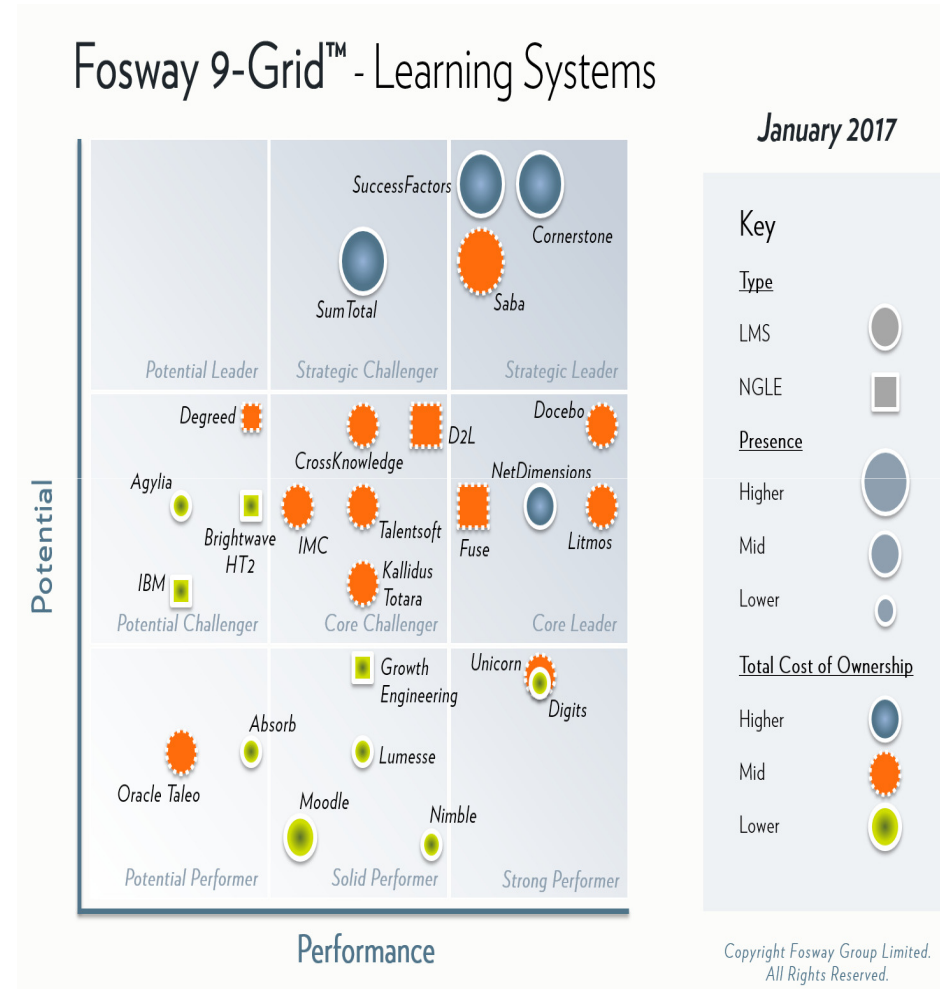 Fosway 9-Grid™ - Learning Systems
January 2017
SuccessFactors
Cornerstone
SumTotal
Saba
Potential Leader
Strategic Challenger
Strategic Leader
Degreed
CrossKnowledge
D2L
Docebo
NetDimensions
Agylia
Brightwave
HT2
IMC
Talentsoft
Fuse
Litmos
IBM
Kallidus
Totara
Potential Challenger
Core Challenger
Core Leader
Growth
Engineering
Unicorn
Digits
Absorb
Lumesse
Oracle Taleo
Moodle
Nimble
Potential Performer
Solid Performer
Strong Performer
Potential
Performance
Key
Type
LMS
NGLE
Presence
Higher
Mid
Lower
Total Cost of Ownership
Higher
Mid
Lower
Copyright Fosway Group Limited.
All Rights Reserved.